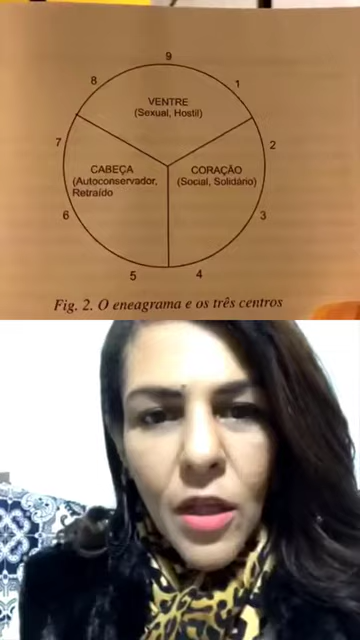 9
8
1
VENTRE
(Sexual, Hostil)
7
2
CABEÇA
(Autoconservador,
Retraído
CORAÇÃO
(Social, Solidário)
6
3
5
4
Fig. 2. O eneagrama e os três centros